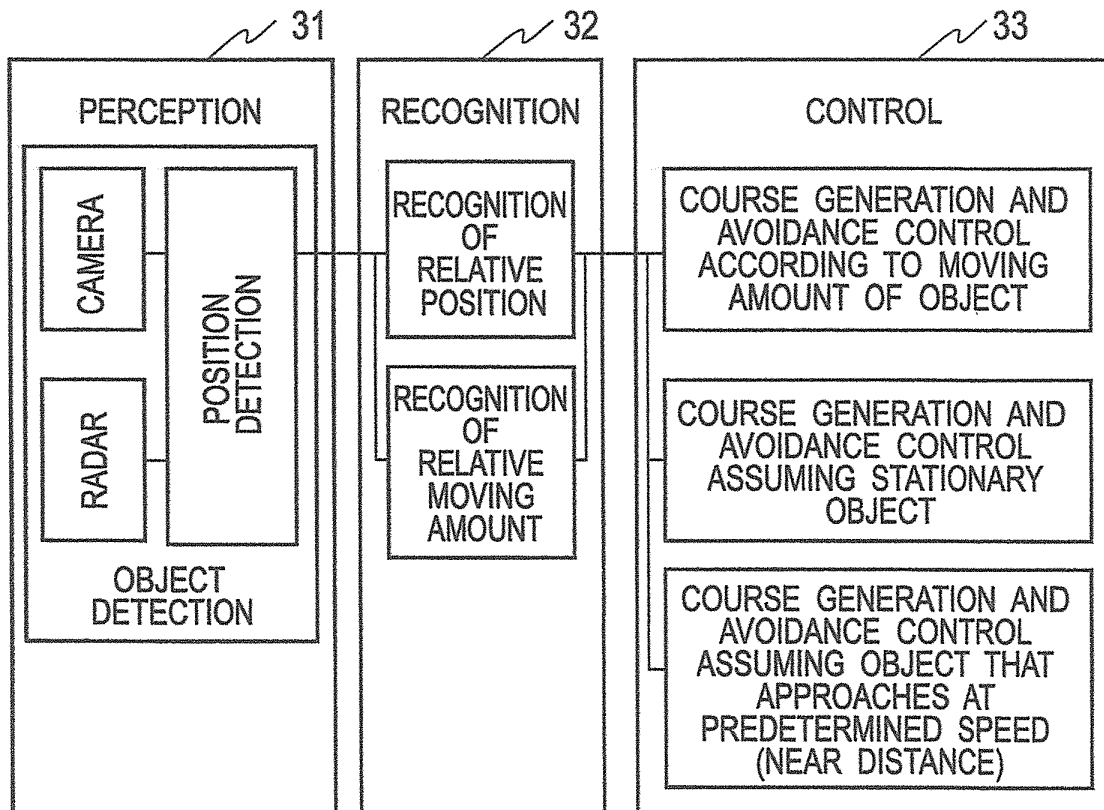 31
32
33
PERCEPTION
CAMERA
RADAR
POSITION
DETECTION
OBJECT
DETECTION
RECOGNITION
RECOGNITION
OF
RELATIVE
POSITION
RECOGNITION
OF
RELATIVE
MOVING
AMOUNT
CONTROL
COURSE GENERATION AND
AVOIDANCE CONTROL
ACCORDING TO MOVING
AMOUNT OF OBJECT
COURSE GENERATION AND
AVOIDANCE CONTROL
ASSUMING STATIONARY
OBJECT
COURSE GENERATION AND
AVOIDANCE CONTROL
ASSUMING OBJECT THAT
APPROACHES AT
PREDETERMINED SPEED
(NEAR DISTANCE)